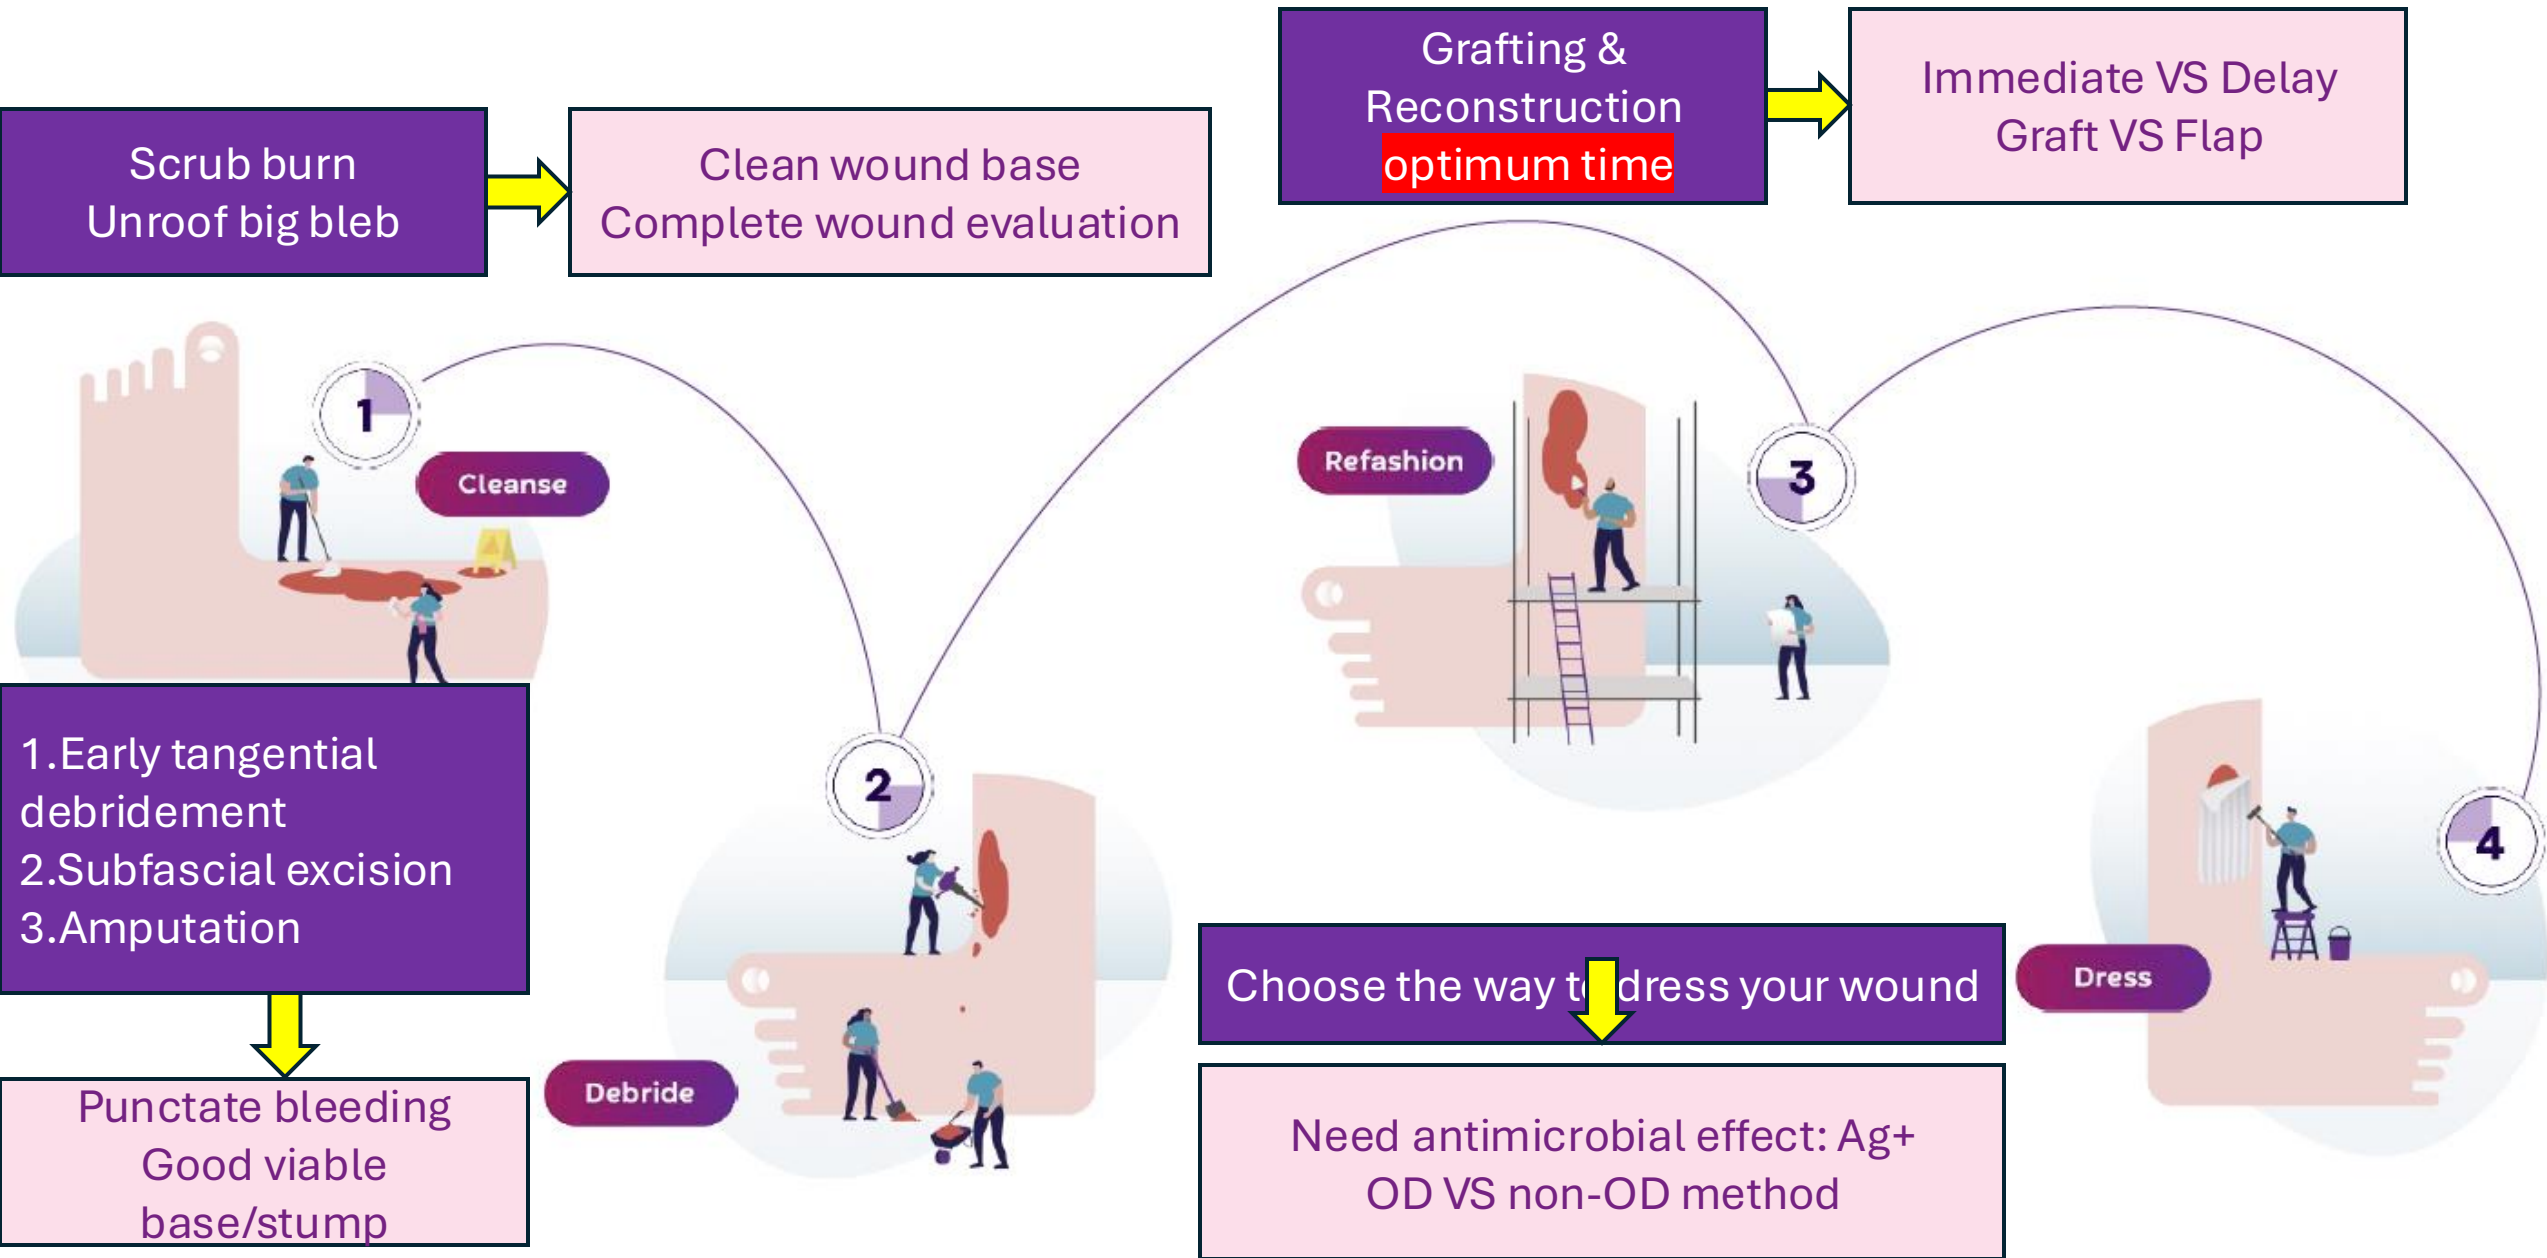 Scrub burn
Unroof big bleb
Clean wound base
Complete wound evaluation
Grafting &
Reconstruction
optimum time
Immediate VS Delay
Graft VS Flap
1
Cleanse
1.Early tangential
debridement
2.Subfascial excision
3.Amputation
Punctate bleeding
Good viable
base/stump
2
Debride
Refashion
3
Choose the way to dress your wound
Need antimicrobial effect: Ag+
OD VS non-OD method
Dress
4